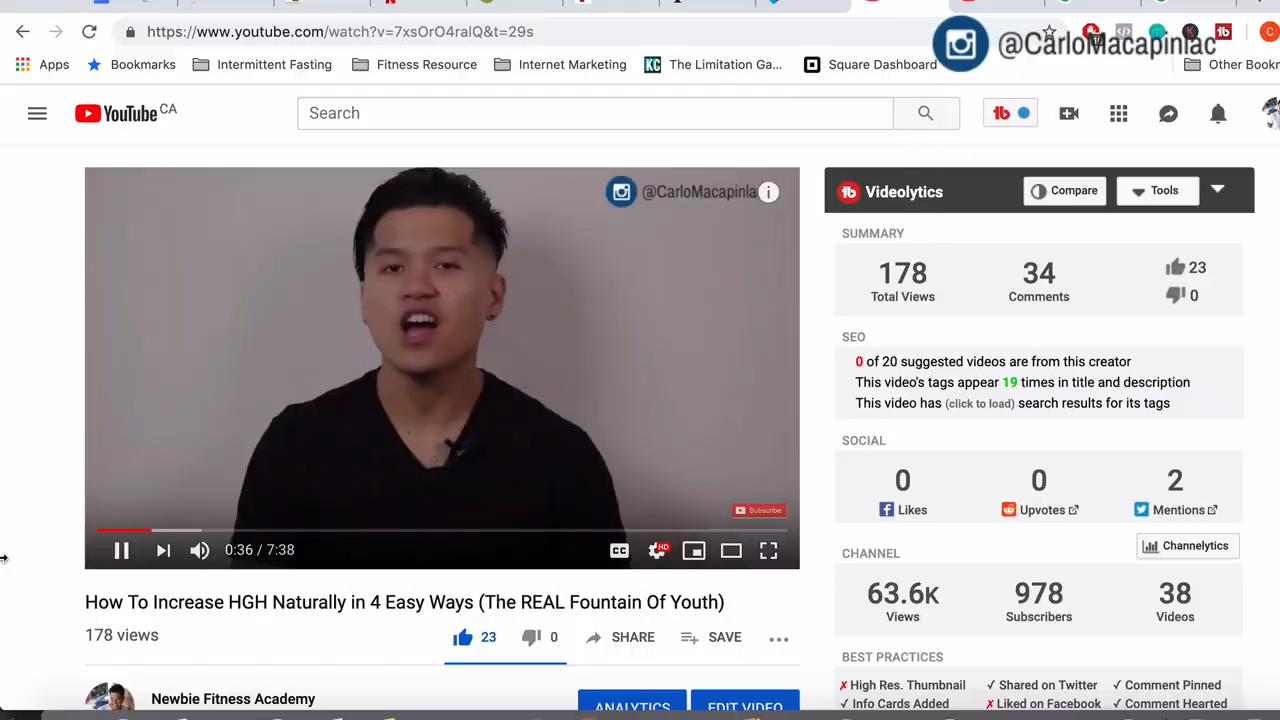 https://www.youtube.com/watch?v=7xsOrO4ralQ&t=29s
@CarloMacapinlac
Apps
Bookmarks
Intermittent Fasting
Fitness Resource
Internet Marketing
The Limitation Ga...
Square Dashboard
Other Bookm
YouTube CA
Search
@CarloMacapinla
Subscribe
0:36 / 7:38
CC
HD
How To Increase HGH Naturally in 4 Easy Ways (The REAL Fountain Of Youth)
178 views
23
0
SHARE
SAVE
Newbie Fitness Academy
ANALYTICS
EDIT VIDEO
Videolytics
Compare
Tools
SUMMARY
178
Total Views
34
Comments
23
0
SEO
0 of 20 suggested videos are from this creator
This video's tags appear 19 times in title and description
This video has (click to load) search results for its tags
SOCIAL
0
Likes
0
Upvotes
2
Mentions
Channelytics
CHANNEL
63.6K
Views
978
Subscribers
38
Videos
BEST PRACTICES
✗ High Res. Thumbnail ✓ Shared on Twitter ✓ Comment Pinned
✓ Info Cards Added ✗ Liked on Facebook ✓ Comment Hearted